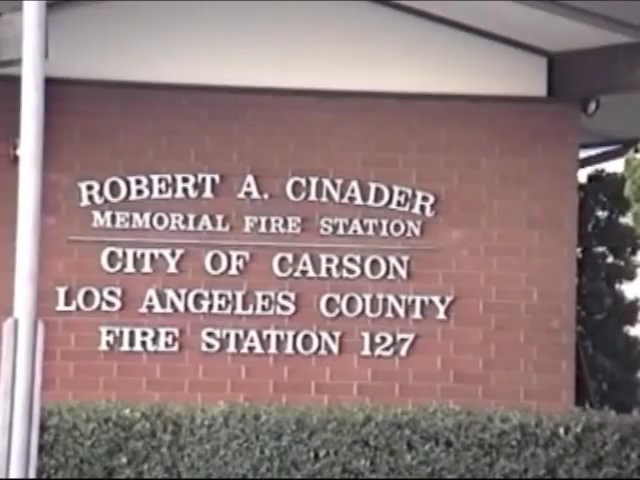 ROBERT A. CINADER
MEMORIAL FIRE STATION
CITY OF CARSON
LOS ANGELES COUNTY
FIRE STATION 127